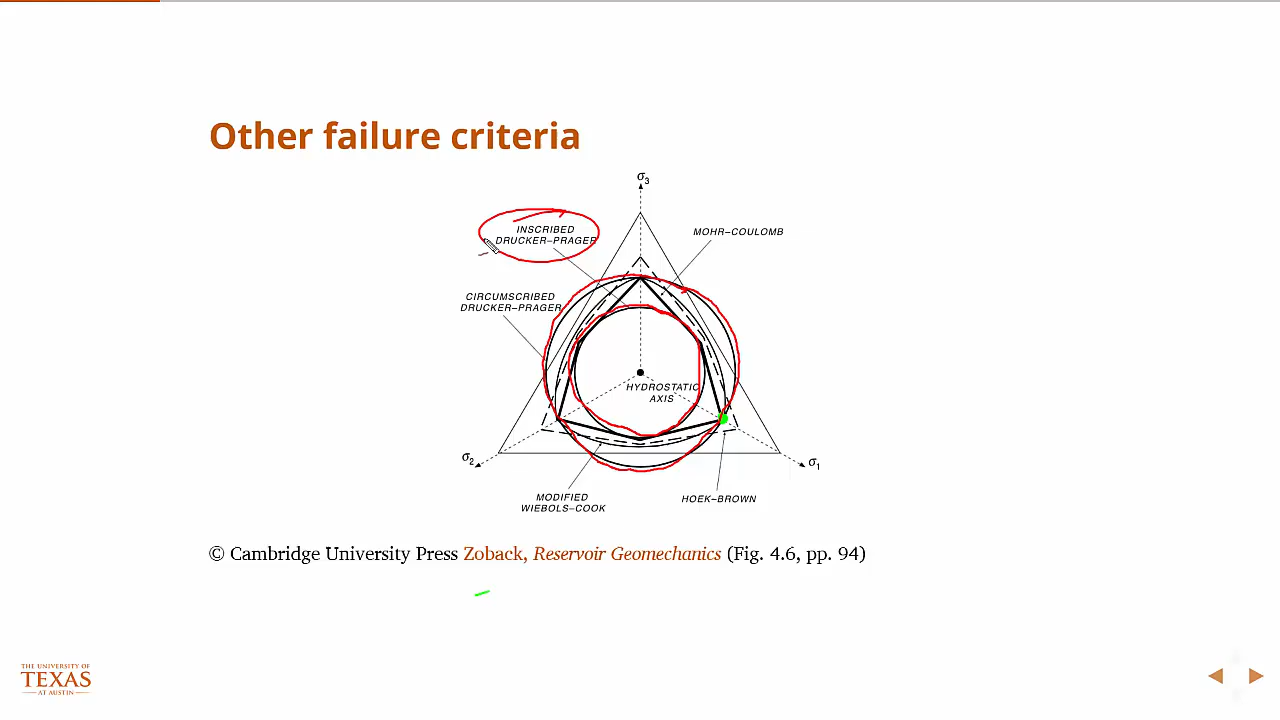 Other failure criteria
σ3
INSCRIBED
DRUCKER–PRAGER
MOHR–COULOMB
CIRCUMSCRIBED
DRUCKER–PRAGER
HYDROSTATIC
AXIS
σ2
σ1
MODIFIED
WIEBOLS–COOK
HOEK–BROWN
© Cambridge University Press Zoback, Reservoir Geomechanics (Fig. 4.6, pp. 94)
THE UNIVERSITY OF
TEXAS
AT AUSTIN